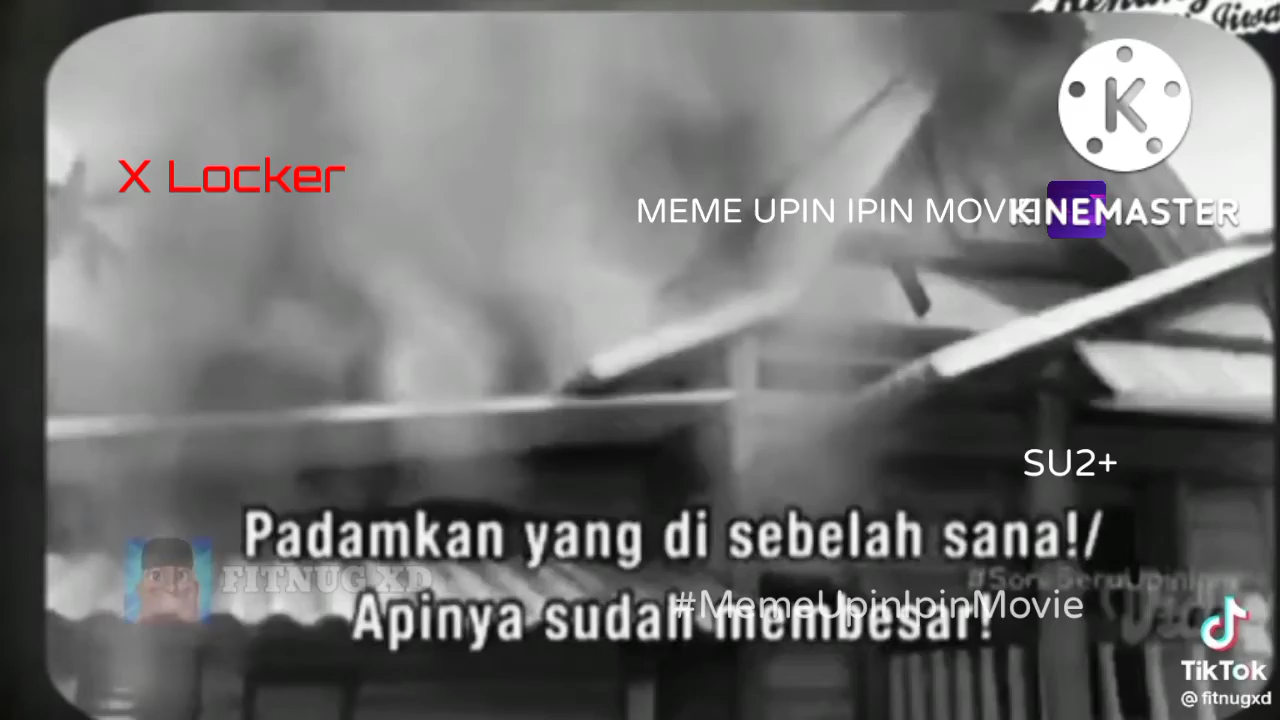 X Locker
K
MEME UPIN IPIN MOVIE
KINEMASTER
SU2+
Padamkan yang di sebelah sana!/
FITNUG XD
#MemeUpinIpinMovie
Apinya sudah membesar!
TikTok
@fitnugxd